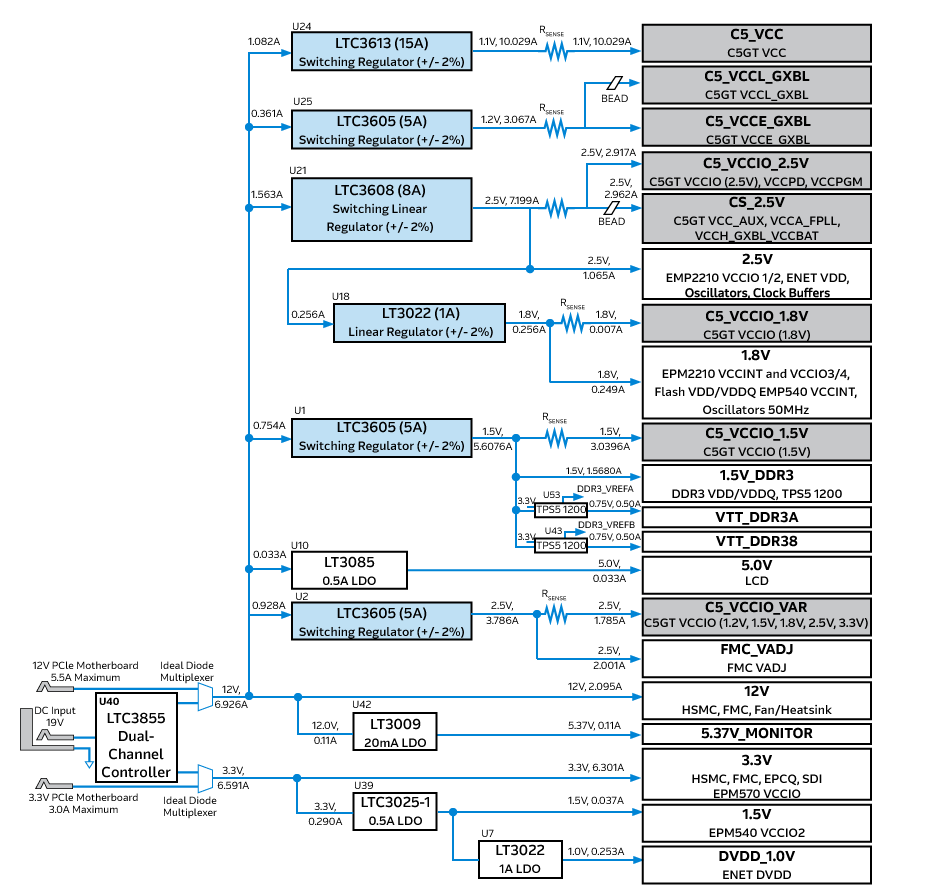 U24
1.082A
LTC3613 (15A)
Switching Regulator (+/- 2%)
1.1V, 10.029A
RSENSE
1.1V, 10.029A
C5_VCC
C5GT VCC
C5_VCCL_GXBL
C5GT VCCL_GXBL
BEAD
U25
0.361A
LTC3605 (5A)
Switching Regulator (+/- 2%)
1.2V, 3.067A
RSENSE
C5_VCCE_GXBL
C5GT VCCE GXBL
2.5V, 2.917A
C5_VCCIO_2.5V
C5GT VCCIO (2.5V), VCCPD, VCCPGM
U21
1.563A
LTC3608 (8A)
Switching Linear
Regulator (+/- 2%)
2.5V, 7.199A
2.5V,
2.962A
BEAD
CS_2.5V
C5GT VCC_AUX, VCCA_FPLL,
VCCH_GXBL_VCCBAT
2.5V,
1.065A
2.5V
EMP2210 VCCIO 1/2, ENET VDD,
Oscillators, Clock Buffers
U18
0.256A
LT3022 (1A)
Linear Regulator (+/- 2%)
1.8V,
0.256A
RSENSE
1.8V,
0.007A
C5_VCCIO_1.8V
C5GT VCCIO (1.8V)
1.8V,
0.249A
1.8V
EPM2210 VCCINT and VCCIO3/4,
Flash VDD/VDDQ EMP540 VCCINT,
Oscillators 50MHz
U1
0.754A
LTC3605 (5A)
Switching Regulator (+/- 2%)
1.5V,
5.6076A
RSENSE
1.5V,
3.0396A
C5_VCCIO_1.5V
C5GT VCCIO (1.5V)
1.5V, 1.5680A
1.5V_DDR3
DDR3 VDD/VDDQ, TPS5 1200
3.3V
U53
DDR3_VREFA
TPS5 1200
0.75V, 0.50A
VTT_DDR3A
3.3V
U43
DDR3_VREFB
TPS5 1200
0.75V, 0.50A
VTT_DDR38
U10
0.033A
LT3085
0.5A LDO
5.0V,
0.033A
5.0V
LCD
U2
0.928A
LTC3605 (5A)
Switching Regulator (+/- 2%)
2.5V,
3.786A
RSENSE
2.5V,
1.785A
C5_VCCIO_VAR
C5GT VCCIO (1.2V, 1.5V, 1.8V, 2.5V, 3.3V)
2.5V,
2.001A
FMC_VADJ
FMC VADJ
12V PCIe Motherboard
5.5A Maximum
Ideal Diode
Multiplexer
12V,
6.926A
12V, 2.095A
12V
HSMC, FMC, Fan/Heatsink
DC Input
19V
U40
LTC3855
Dual-
Channel
Controller
U42
12.0V,
0.11A
LT3009
20mA LDO
5.37V, 0.11A
5.37V_MONITOR
3.3V PCIe Motherboard
3.0A Maximum
Ideal Diode
Multiplexer
3.3V,
6.591A
3.3V, 6.301A
3.3V
HSMC, FMC, EPCQ, SDI
EPM570 VCCIO
U39
3.3V,
0.290A
LTC3025-1
0.5A LDO
1.5V, 0.037A
1.5V
EPM540 VCCIO2
U7
LT3022
1A LDO
1.0V, 0.253A
DVDD_1.0V
ENET DVDD